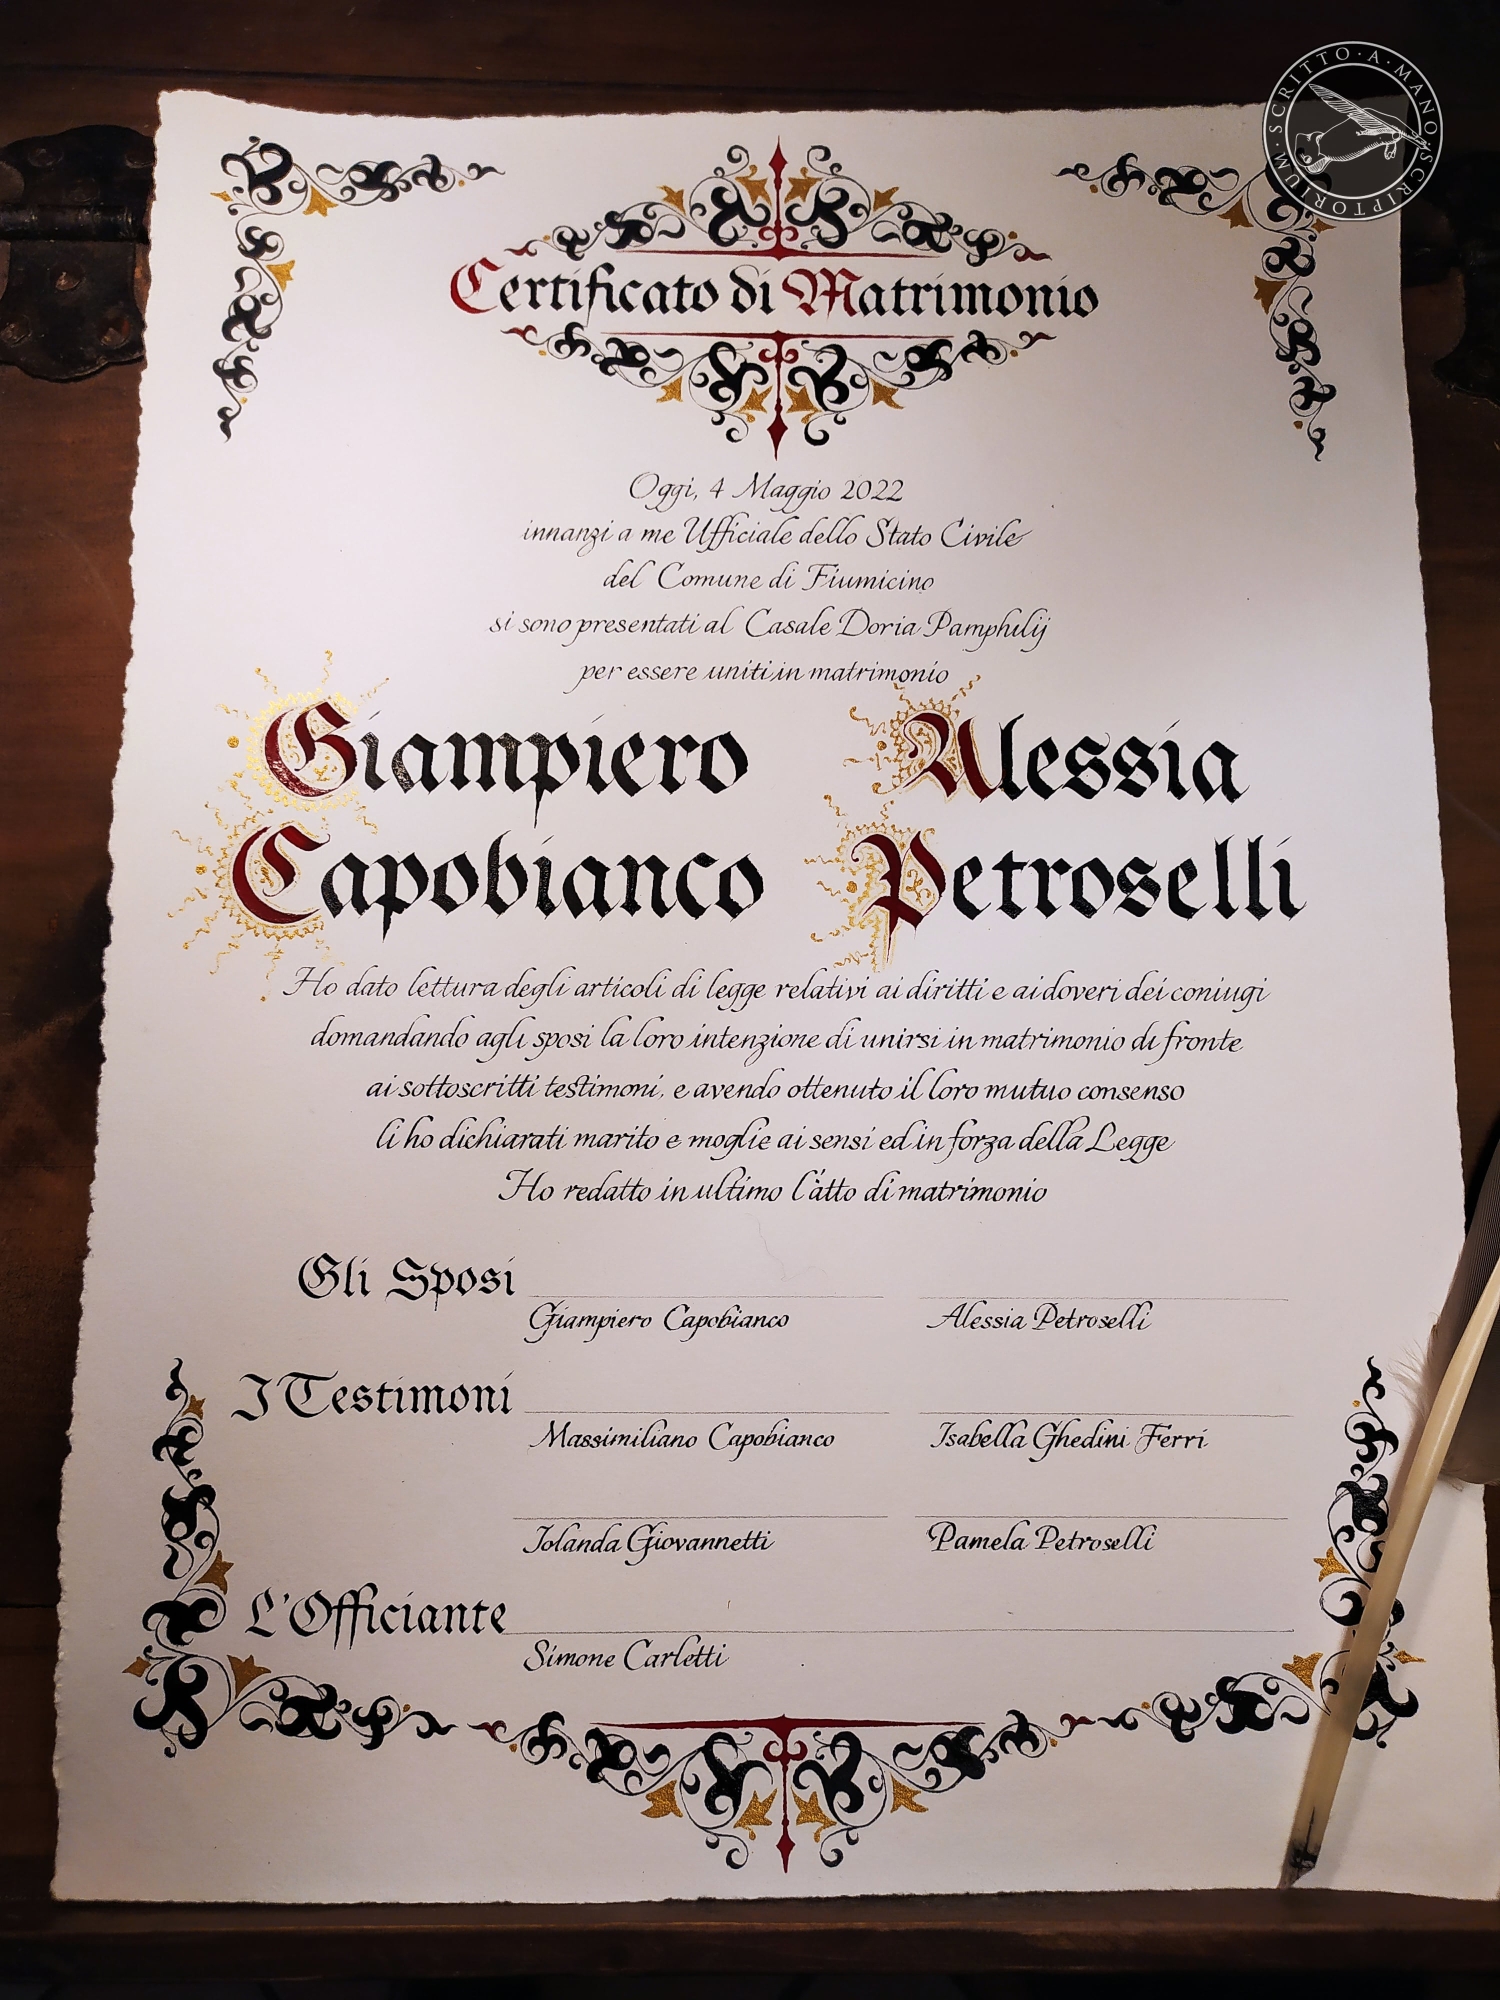 SCRITTO · A · MANO · SCRIPTORIUM ·
Certificato di Matrimonio
Oggi, 4 Maggio 2022
innanzi a me Ufficiale dello Stato Civile
del Comune di Fiumicino
si sono presentati al Casale Doria Pamphilij
per essere uniti in matrimonio
Giampiero Alessia
Capobianco Petroselli
Ho dato lettura degli articoli di legge relativi ai diritti e ai doveri dei coniugi
domandando agli sposi la loro intenzione di unirsi in matrimonio di fronte
ai sottoscritti testimoni, e avendo ottenuto il loro mutuo consenso
li ho dichiarati marito e moglie ai sensi ed in forza della Legge
Ho redatto in ultimo l'atto di matrimonio
Gli Sposi
Giampiero Capobianco Alessia Petroselli
I Testimoni
Massimiliano Capobianco Isabella Ghedini Ferri
Iolanda Giovannetti Pamela Petroselli
L'Officiante
Simone Carletti